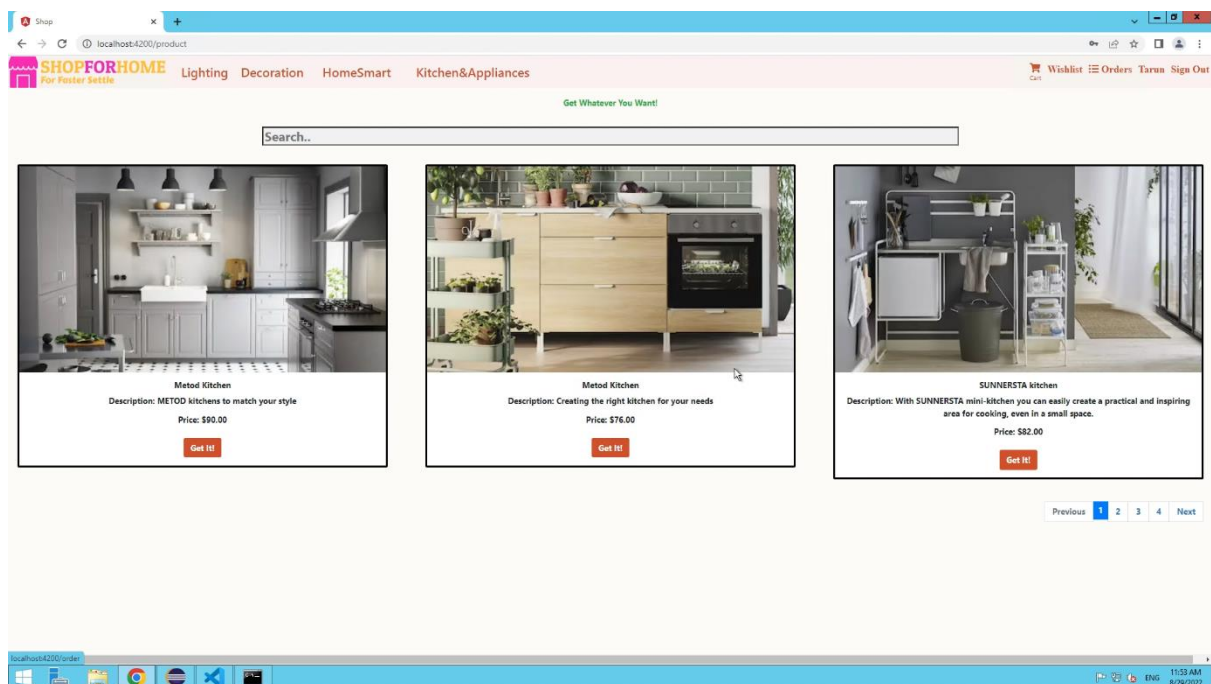 Shop
localhost:4200/product
SHOPFORHOME
For Faster Settle
Lighting Decoration HomeSmart Kitchen&Appliances
Cart
Wishlist Orders Tarun Sign Out
Get Whatever You Want!
Search..
Metod Kitchen
Description: METOD kitchens to match your style
Price: $90.00
Get It!
Metod Kitchen
Description: Creating the right kitchen for your needs
Price: $76.00
Get It!
SUNNERSTA kitchen
Description: With SUNNERSTA mini-kitchen you can easily create a practical and inspiring
area for cooking, even in a small space.
Price: $82.00
Get It!
Previous 1 2 3 4 Next
localhost:4200/order
ENG
11:53 AM
8/29/2022